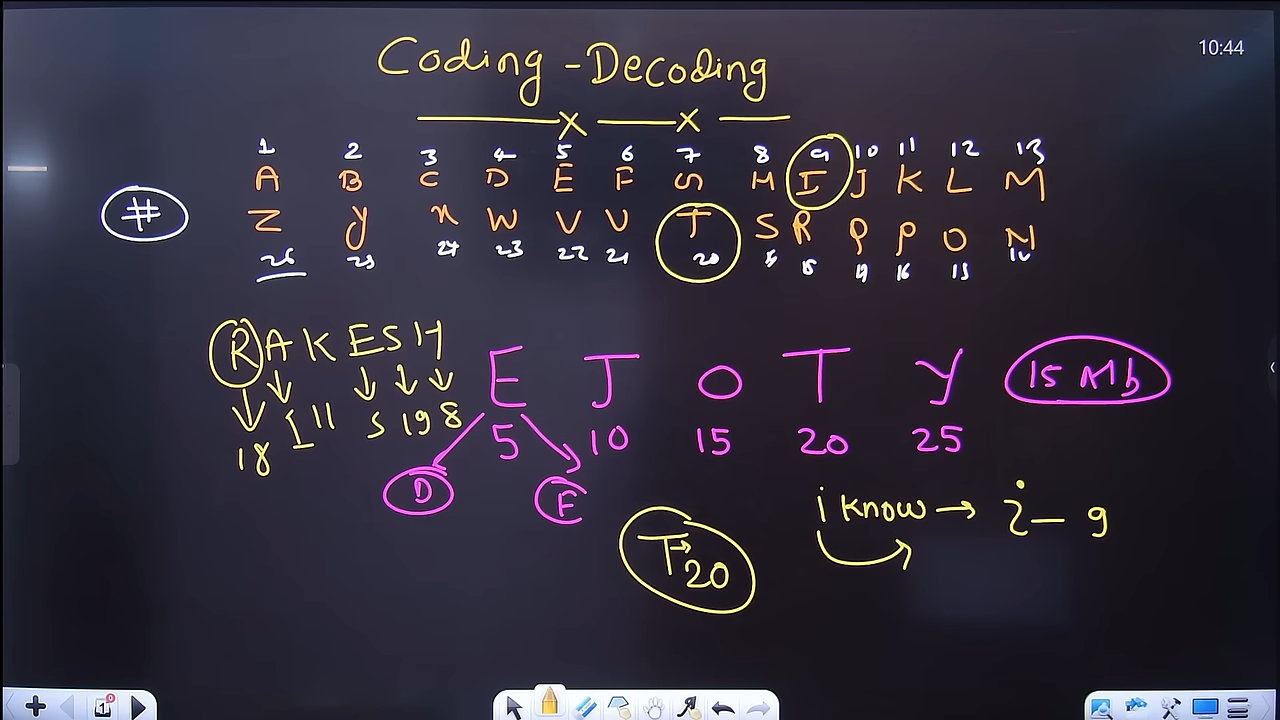 10:44
Coding - Decoding
1 2 3 4 5 6 7 8 9 10 11 12 13
A B C D E F G H I J K L M
Z Y X W V U T S R Q P O N
26 25 24 23 22 21 20 19 18 17 16 15 14
#
R A K E S H
18 1 11 5 19 8
E J O T Y
5 10 15 20 25
15 Mb
D F
T → 20
i know → i - 9